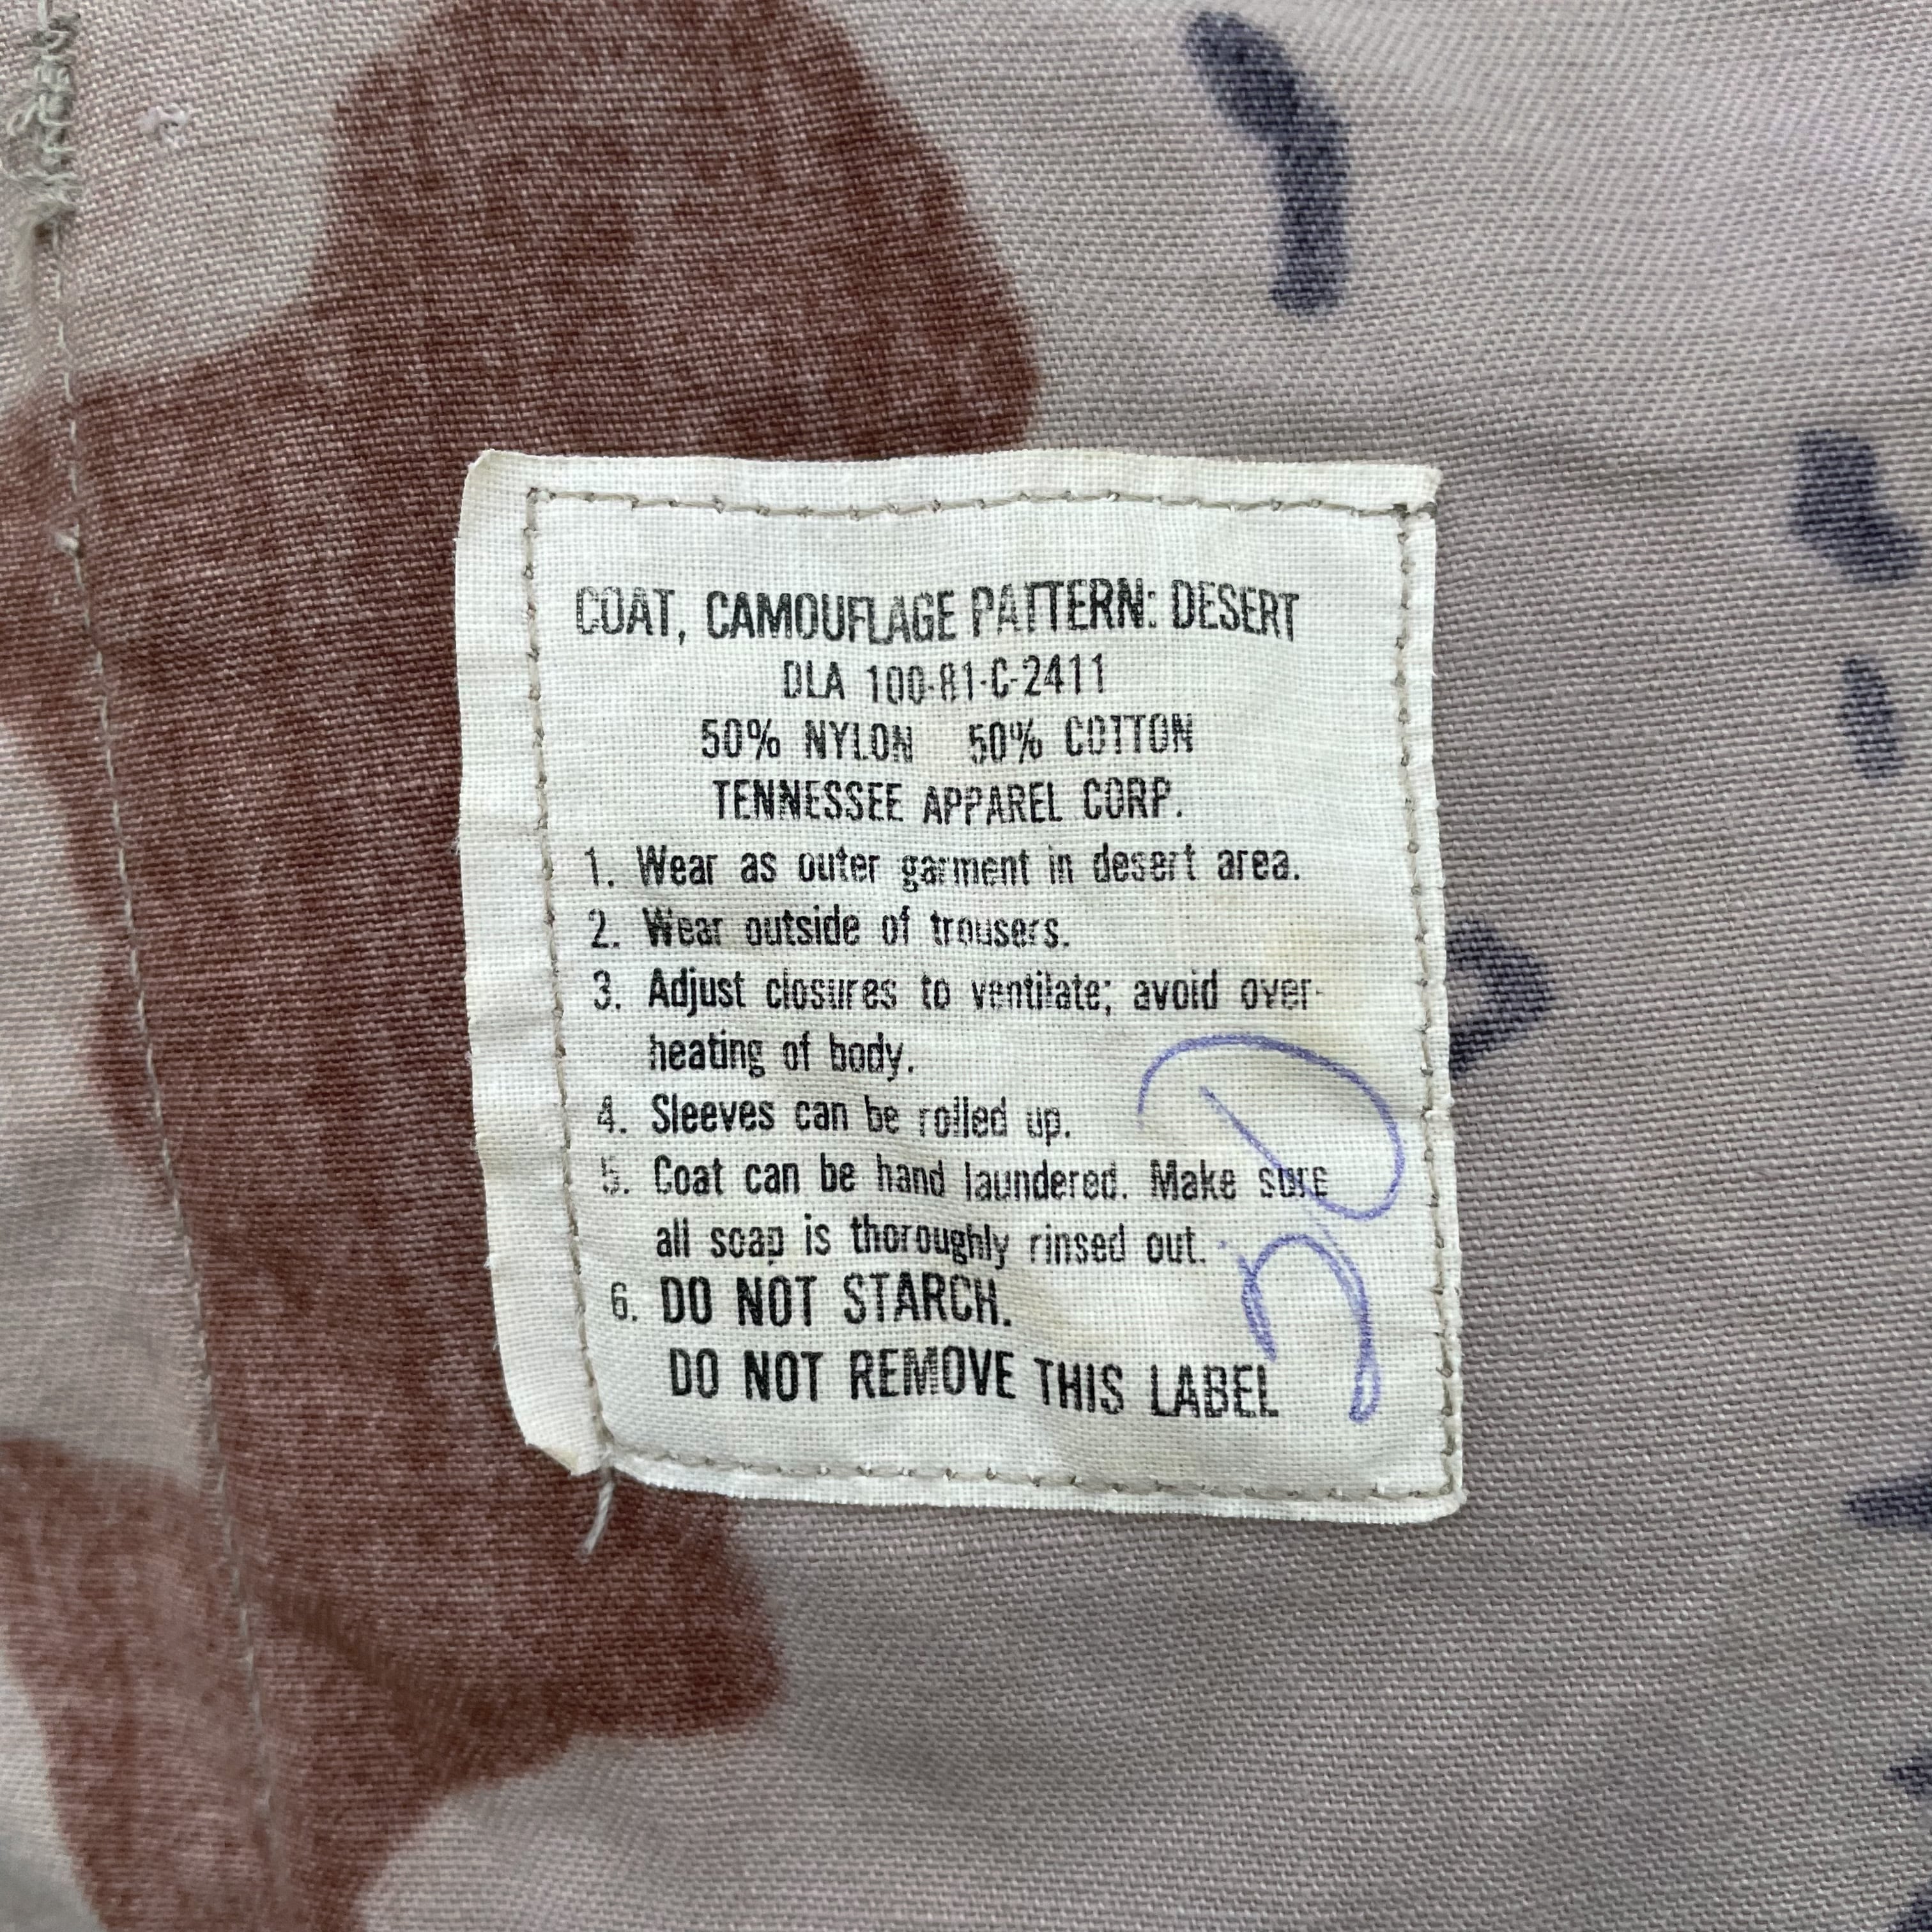 COAT, CAMOUFLAGE PATTERN: DESERT
DLA 100-81-C-2411
50% NYLON 50% COTTON
TENNESSEE APPAREL CORP.
1. Wear as outer garment in desert area.
2. Wear outside of trousers.
3. Adjust closures to ventilate; avoid over-
heating of body.
4. Sleeves can be rolled up.
5. Coat can be hand laundered. Make sure
all soap is thoroughly rinsed out.
6. DO NOT STARCH.
DO NOT REMOVE THIS LABEL